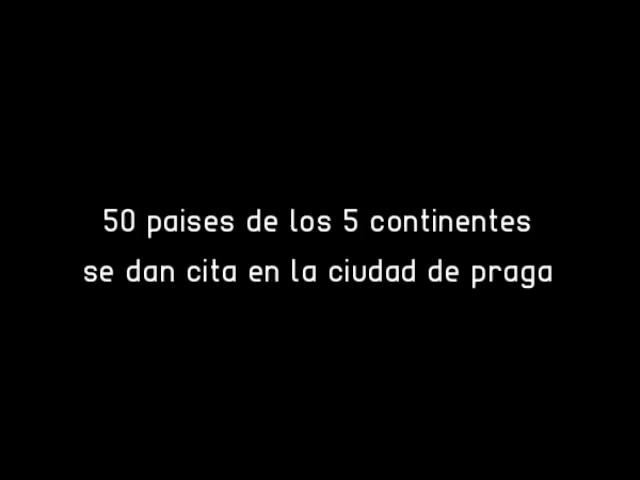 50 paises de los 5 continentes
se dan cita en la ciudad de praga